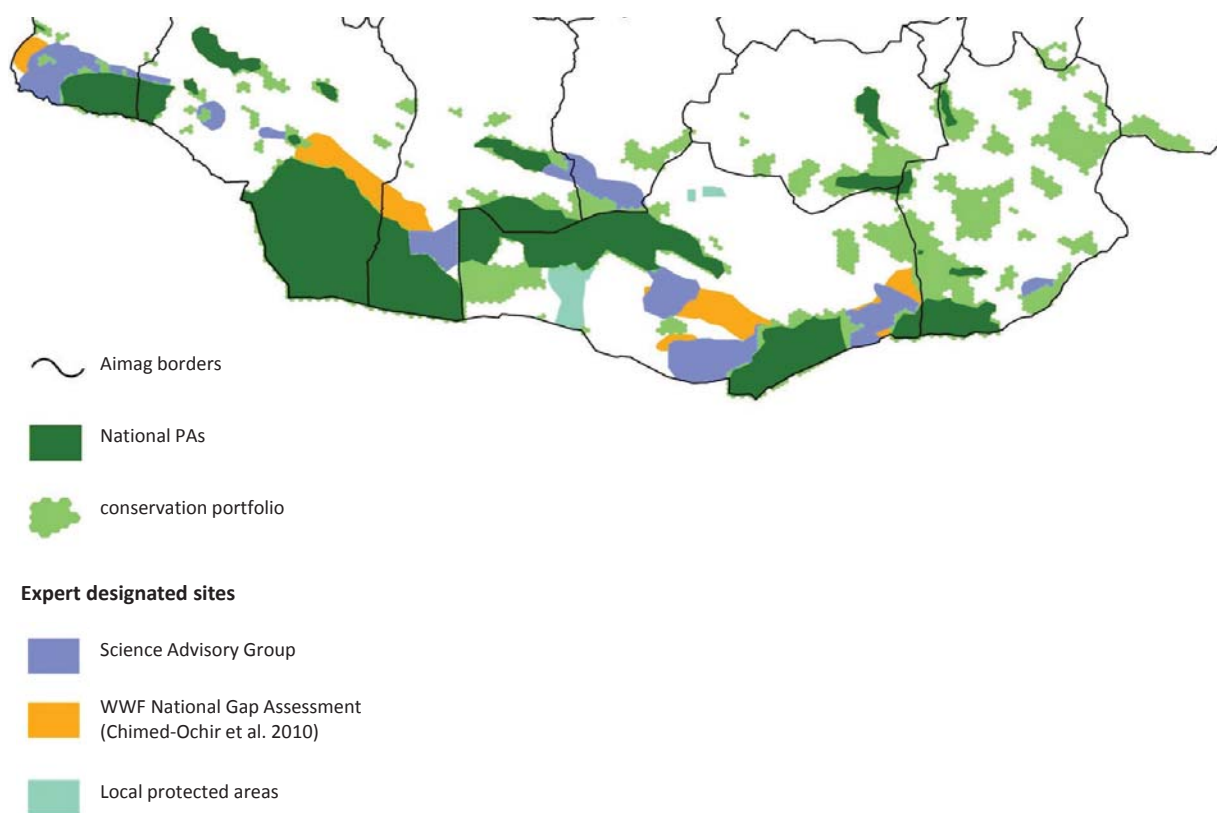 Aimag borders
National PAs
conservation portfolio
Expert designated sites
Science Advisory Group
WWF National Gap Assessment
(Chimed-Ochir et al. 2010)
Local protected areas